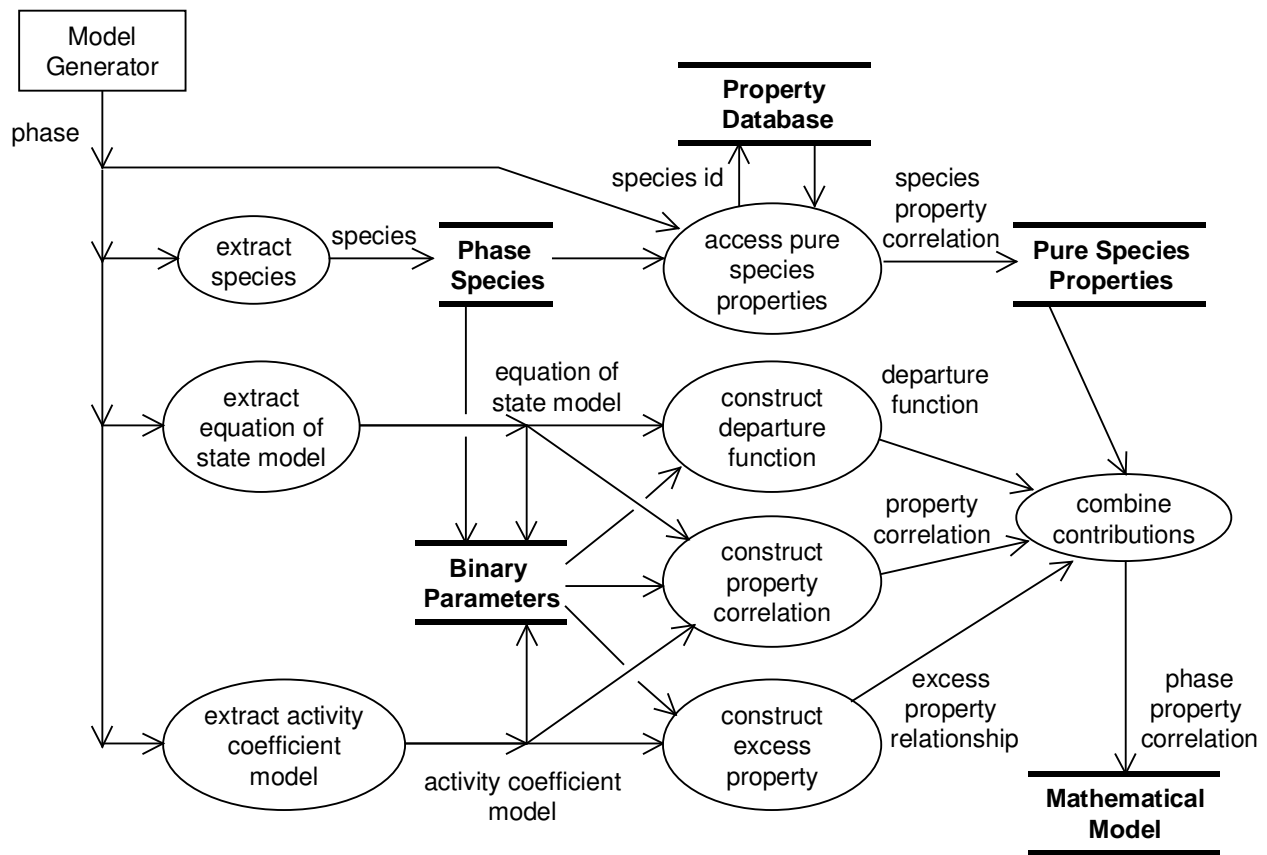 Model
Generator
phase
Property
Database
species id
species
property
correlation
extract
species
species
Phase
Species
access pure
species
properties
Pure Species
Properties
extract
equation of
state model
equation of
state model
construct
departure
function
departure
function
combine
contributions
property
correlation
Binary
Parameters
construct
property
correlation
extract activity
coefficient
model
activity coefficient
model
construct
excess
property
excess
property
relationship
phase
property
correlation
Mathematical
Model